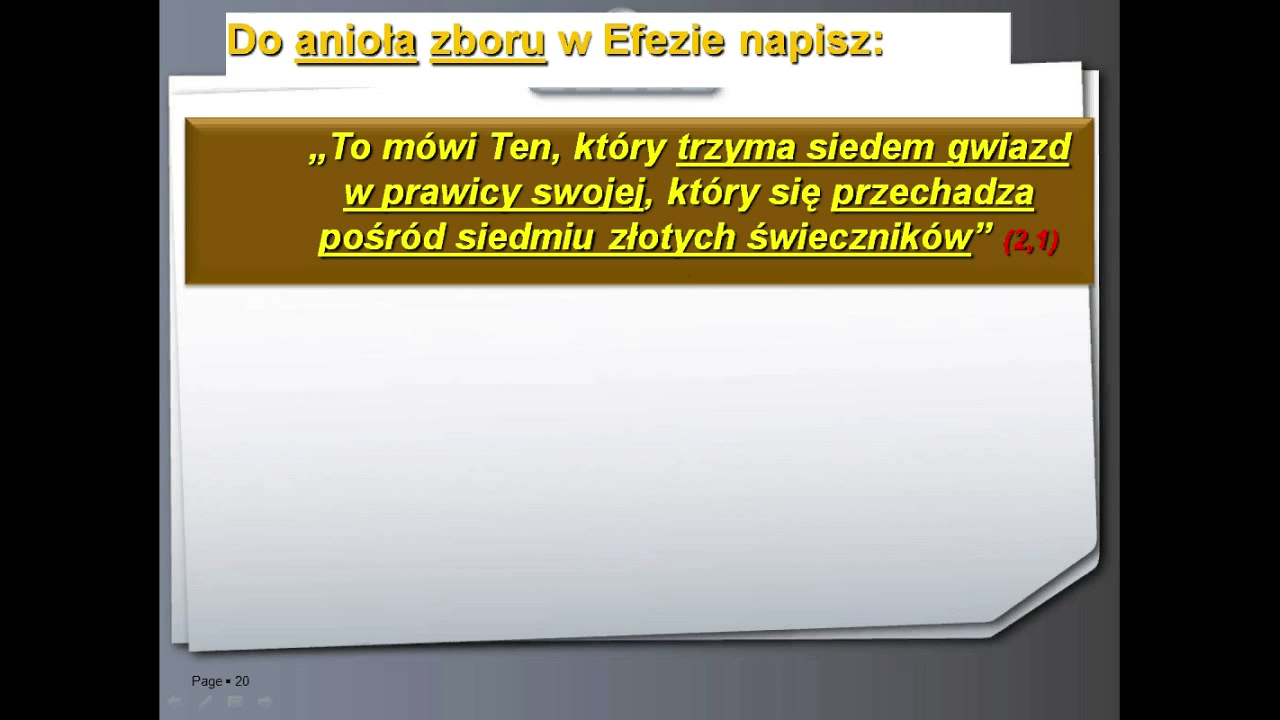 Do anioła zboru w Efezie napisz:
„To mówi Ten, który trzyma siedem gwiazd
w prawicy swojej, który się przechadza
pośród siedmiu złotych świeczników” (2,1)
Page ▪ 20